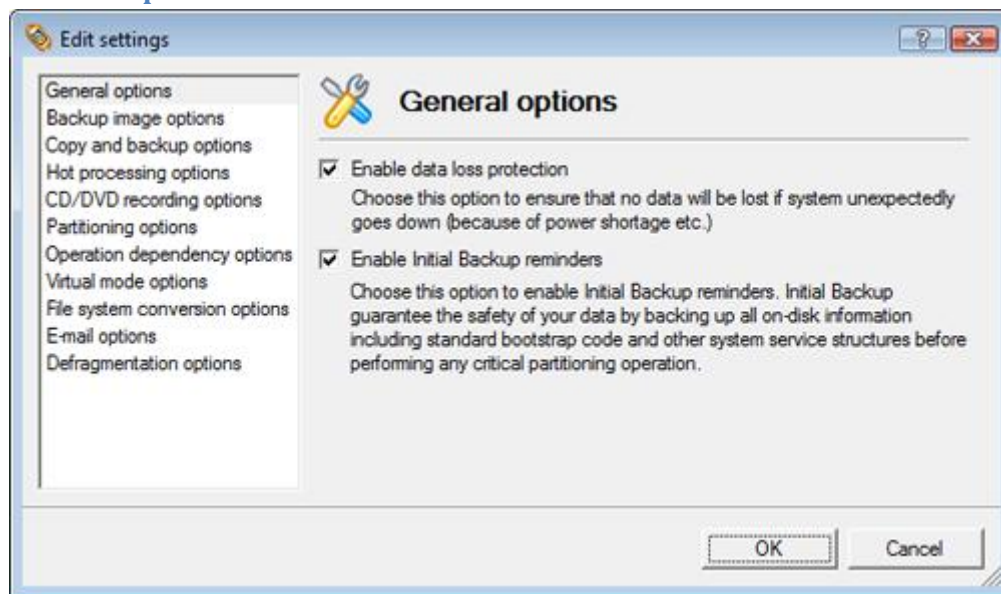 Edit settings
General options
Backup image options
Copy and backup options
Hot processing options
CD/DVD recording options
Partitioning options
Operation dependency options
Virtual mode options
File system conversion options
E-mail options
Defragmentation options
General options
Enable data loss protection
Choose this option to ensure that no data will be lost if system unexpectedly
goes down (because of power shortage etc.)
Enable Initial Backup reminders
Choose this option to enable Initial Backup reminders. Initial Backup
guarantee the safety of your data by backing up all on-disk information
including standard bootstrap code and other system service structures before
performing any critical partitioning operation.
OK
Cancel